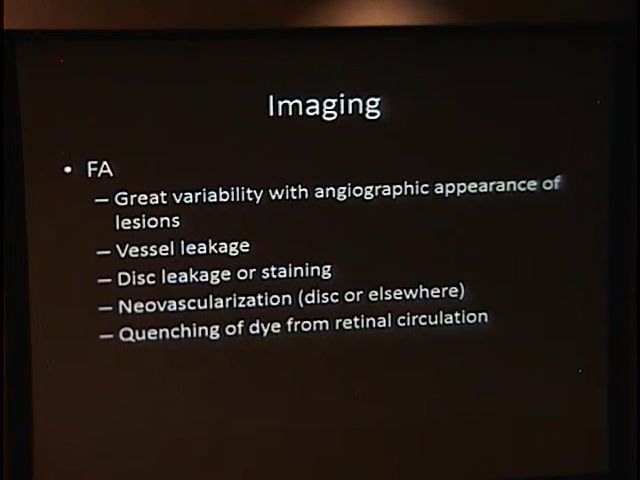 Imaging
• FA
– Great variability with angiographic appearance of
lesions
– Vessel leakage
– Disc leakage or staining
– Neovascularization (disc or elsewhere)
– Quenching of dye from retinal circulation